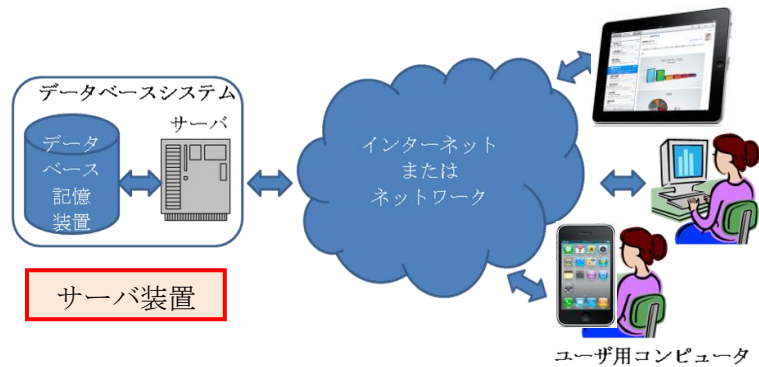 データベースシステム
サーバ
データ
ベース
記憶
装置
インターネット
または
ネットワーク
サーバ装置
ユーザ用コンピュータ